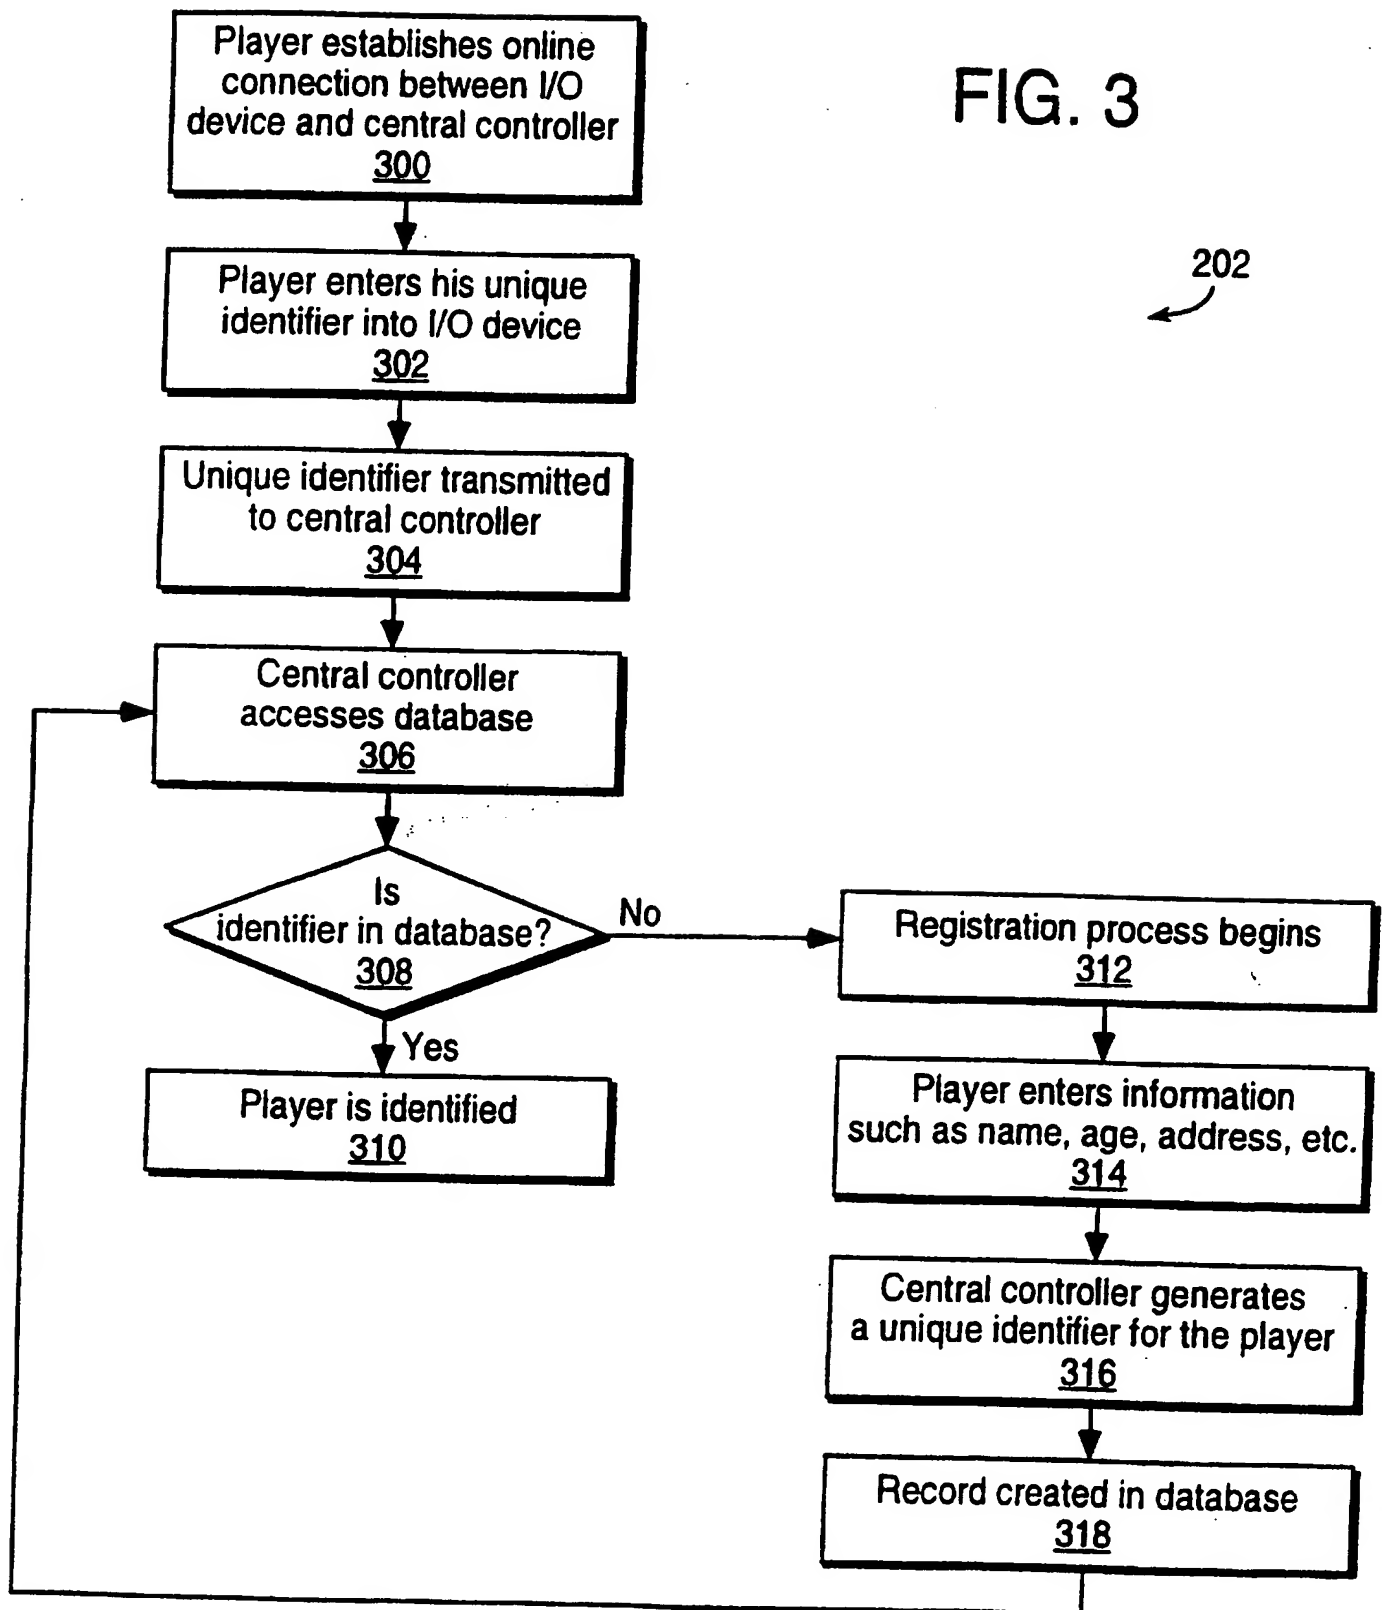 Player establishes online
connection between I/O
device and central controller
300
FIG. 3
202
Player enters his unique
identifier into I/O device
302
Unique identifier transmitted
to central controller
304
Central controller
accesses database
306
Is
identifier in database?
308
No
Yes
Player is identified
310
Registration process begins
312
Player enters information
such as name, age, address, etc.
314
Central controller generates
a unique identifier for the player
316
Record created in database
318